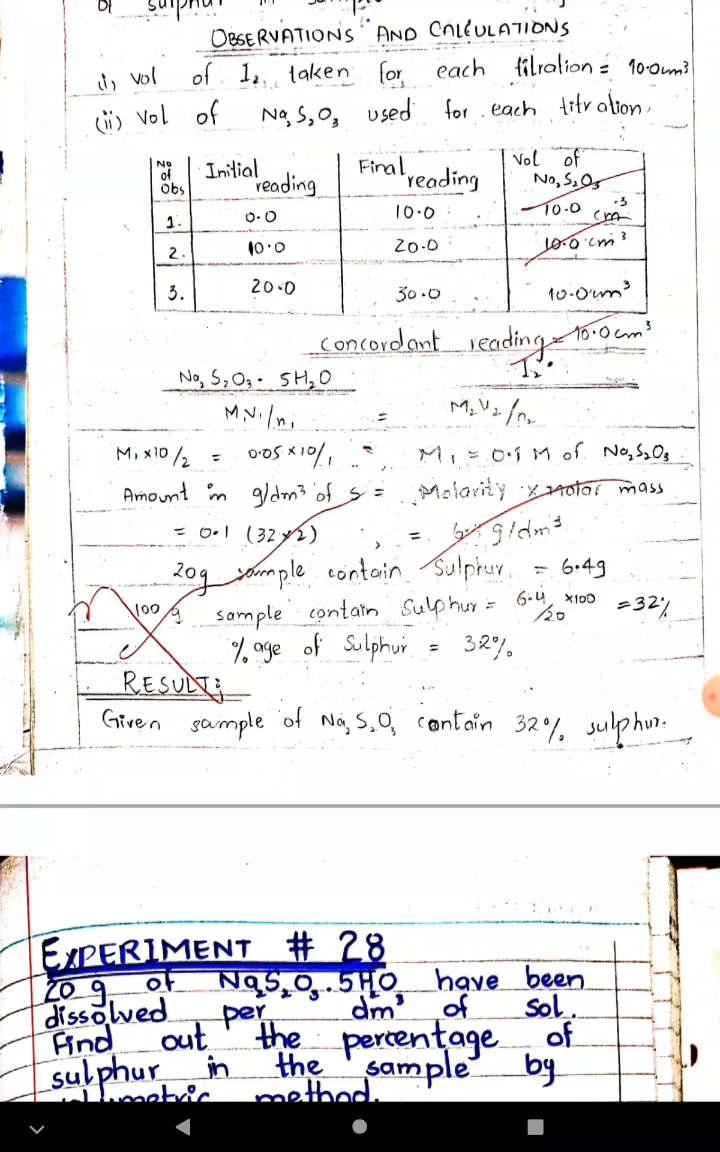 of sulphur in sample
OBSERVATIONS AND CALCULATIONS
(i) Vol of I₂ taken for each titration = 10.0cm³
(ii) Vol of Na₂S₂O₃ used for each titration.
No of Obs | Initial reading | Final reading | Vol of Na₂S₂O₃
1. | 0.0 | 10.0 | 10.0 cm³
2. | 10.0 | 20.0 | 10.0 cm³
3. | 20.0 | 30.0 | 10.0cm³
concordant reading = 10.0cm³
Na₂S₂O₃. 5H₂O I₂.
M₁V₁/n₁ = M₂V₂/n₂
M₁×10/2 = 0.05×10/1 M₁ = 0.1 M of Na₂S₂O₃
Amount in g/dm³ of S = Molarity × Molar mass
= 0.1 (32×2) , = 6.4 g/dm³
20g sample contain Sulphur = 6.4g
100 g sample contain Sulphur = 6.4/20 ×100 = 32%
%age of Sulphur = 32%.
RESULT;
Given sample of Na₂S₂O₃ contain 32% sulphur.
EXPERIMENT # 28
20 g of Na₂S₂O₃.5H₂O have been
dissolved per dm³ of sol.
Find out the percentage of
sulphur in the sample by
method.